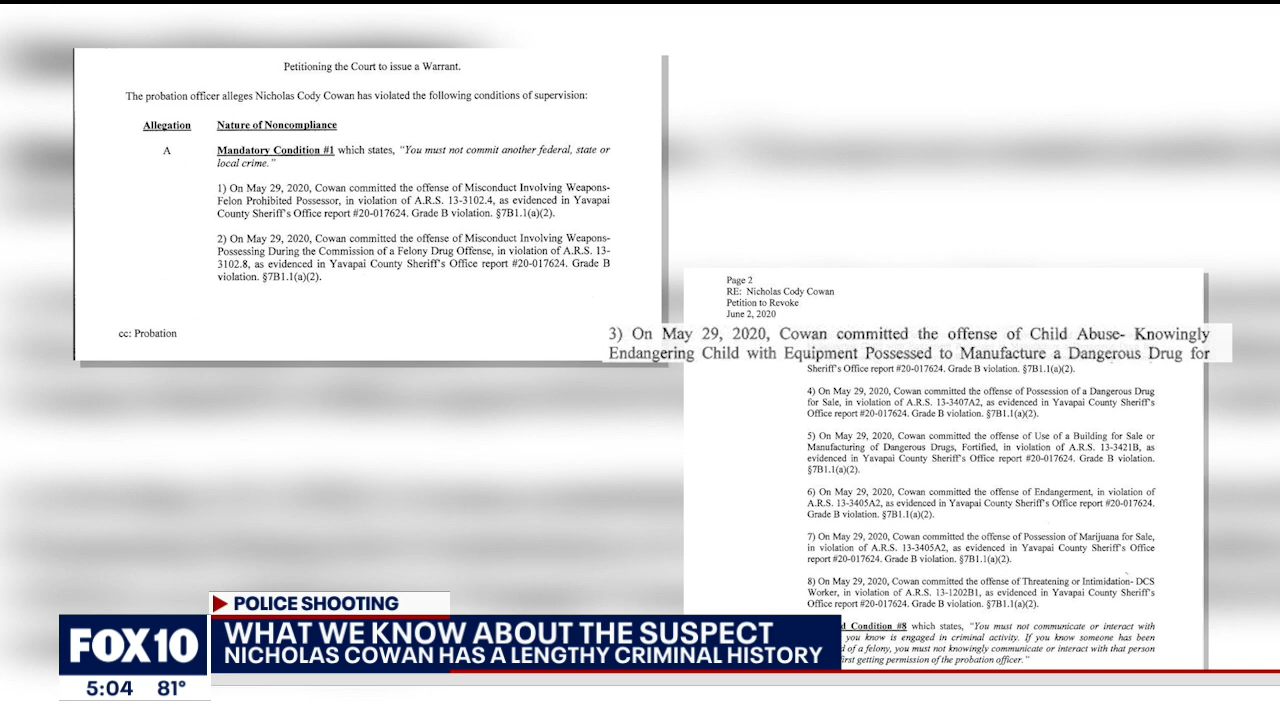 Petitioning the Court to issue a Warrant.
The probation officer alleges Nicholas Cody Cowan has violated the following conditions of supervision:
Allegation Nature of Noncompliance
A Mandatory Condition #1 which states, "You must not commit another federal, state or
local crime."
1) On May 29, 2020, Cowan committed the offense of Misconduct Involving Weapons-
Felon Prohibited Possessor, in violation of A.R.S. 13-3102.4, as evidenced in Yavapai
County Sheriff's Office report #20-017624. Grade B violation. §7B1.1(a)(2).
2) On May 29, 2020, Cowan committed the offense of Misconduct Involving Weapons-
Possessing During the Commission of a Felony Drug Offense, in violation of A.R.S. 13-
3102.8, as evidenced in Yavapai County Sheriff's Office report #20-017624. Grade B
violation. §7B1.1(a)(2).
cc: Probation
Page 2
RE: Nicholas Cody Cowan
Petition to Revoke
June 2, 2020
3) On May 29, 2020, Cowan committed the offense of Child Abuse- Knowingly
Endangering Child with Equipment Possessed to Manufacture a Dangerous Drug for
Sheriff's Office report #20-017624. Grade B violation. §7B1.1(a)(2).
4) On May 29, 2020, Cowan committed the offense of Possession of a Dangerous Drug
for Sale, in violation of A.R.S. 13-3407A2, as evidenced in Yavapai County Sheriff's
Office report #20-017624. Grade B violation. §7B1.1(a)(2).
5) On May 29, 2020, Cowan committed the offense of Use of a Building for Sale or
Manufacturing of Dangerous Drugs, Fortified, in violation of A.R.S. 13-3421B, as
evidenced in Yavapai County Sheriff's Office report #20-017624. Grade B violation.
§7B1.1(a)(2).
6) On May 29, 2020, Cowan committed the offense of Endangerment, in violation of
A.R.S. 13-3405A2, as evidenced in Yavapai County Sheriff's Office report #20-017624.
Grade B violation. §7B1.1(a)(2).
7) On May 29, 2020, Cowan committed the offense of Possession of Marijuana for Sale,
in violation of A.R.S. 13-3405A2, as evidenced in Yavapai County Sheriff's Office
report #20-017624. Grade B violation. §7B1.1(a)(2).
8) On May 29, 2020, Cowan committed the offense of Threatening or Intimidation- DCS
Worker, in violation of A.R.S. 13-1202B1, as evidenced in Yavapai County Sheriff's
Office report #20-017624. Grade B violation. §7B1.1(a)(2).
Condition #8 which states, "You must not communicate or interact with
you know is engaged in criminal activity. If you know someone has been
of a felony, you must not knowingly communicate or interact with that person
getting permission of the probation officer."
POLICE SHOOTING
WHAT WE KNOW ABOUT THE SUSPECT
NICHOLAS COWAN HAS A LENGTHY CRIMINAL HISTORY
FOX 10
5:04 81°